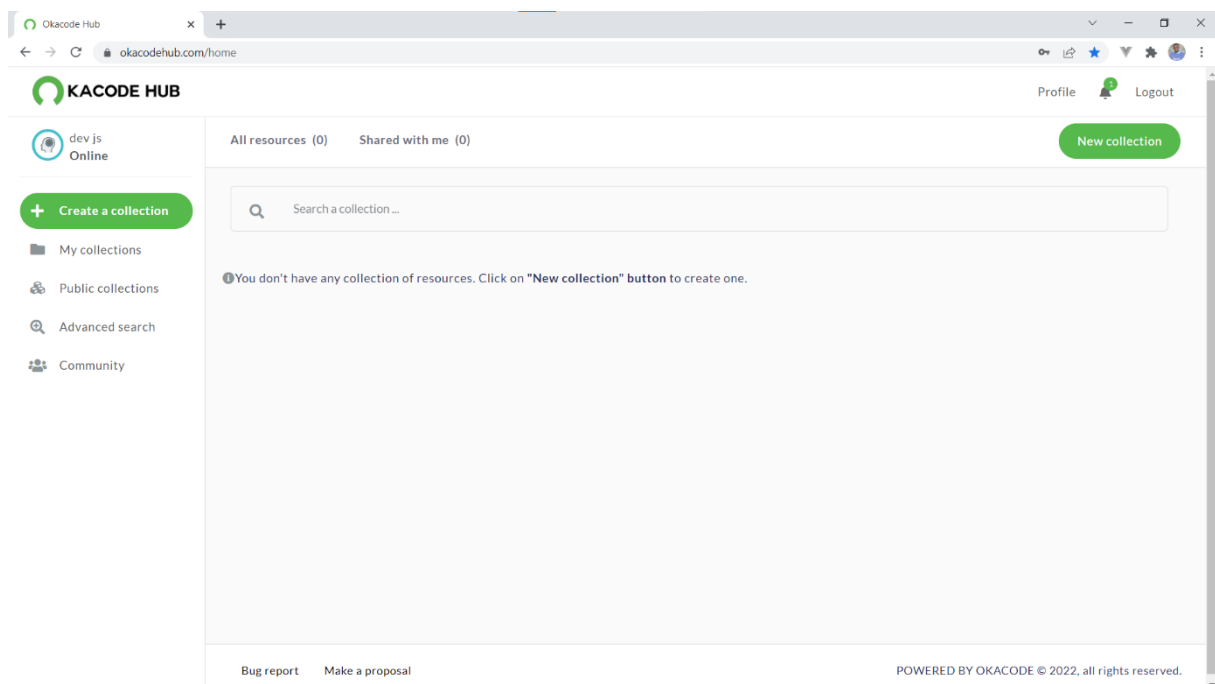 Okacode Hub
okacodehub.com/home
KACODE HUB
Profile
1
Logout
dev js
Online
All resources (0)
Shared with me (0)
New collection
Create a collection
Search a collection ...
My collections
You don't have any collection of resources. Click on "New collection" button to create one.
Public collections
Advanced search
Community
Bug report
Make a proposal
POWERED BY OKACODE © 2022, all rights reserved.